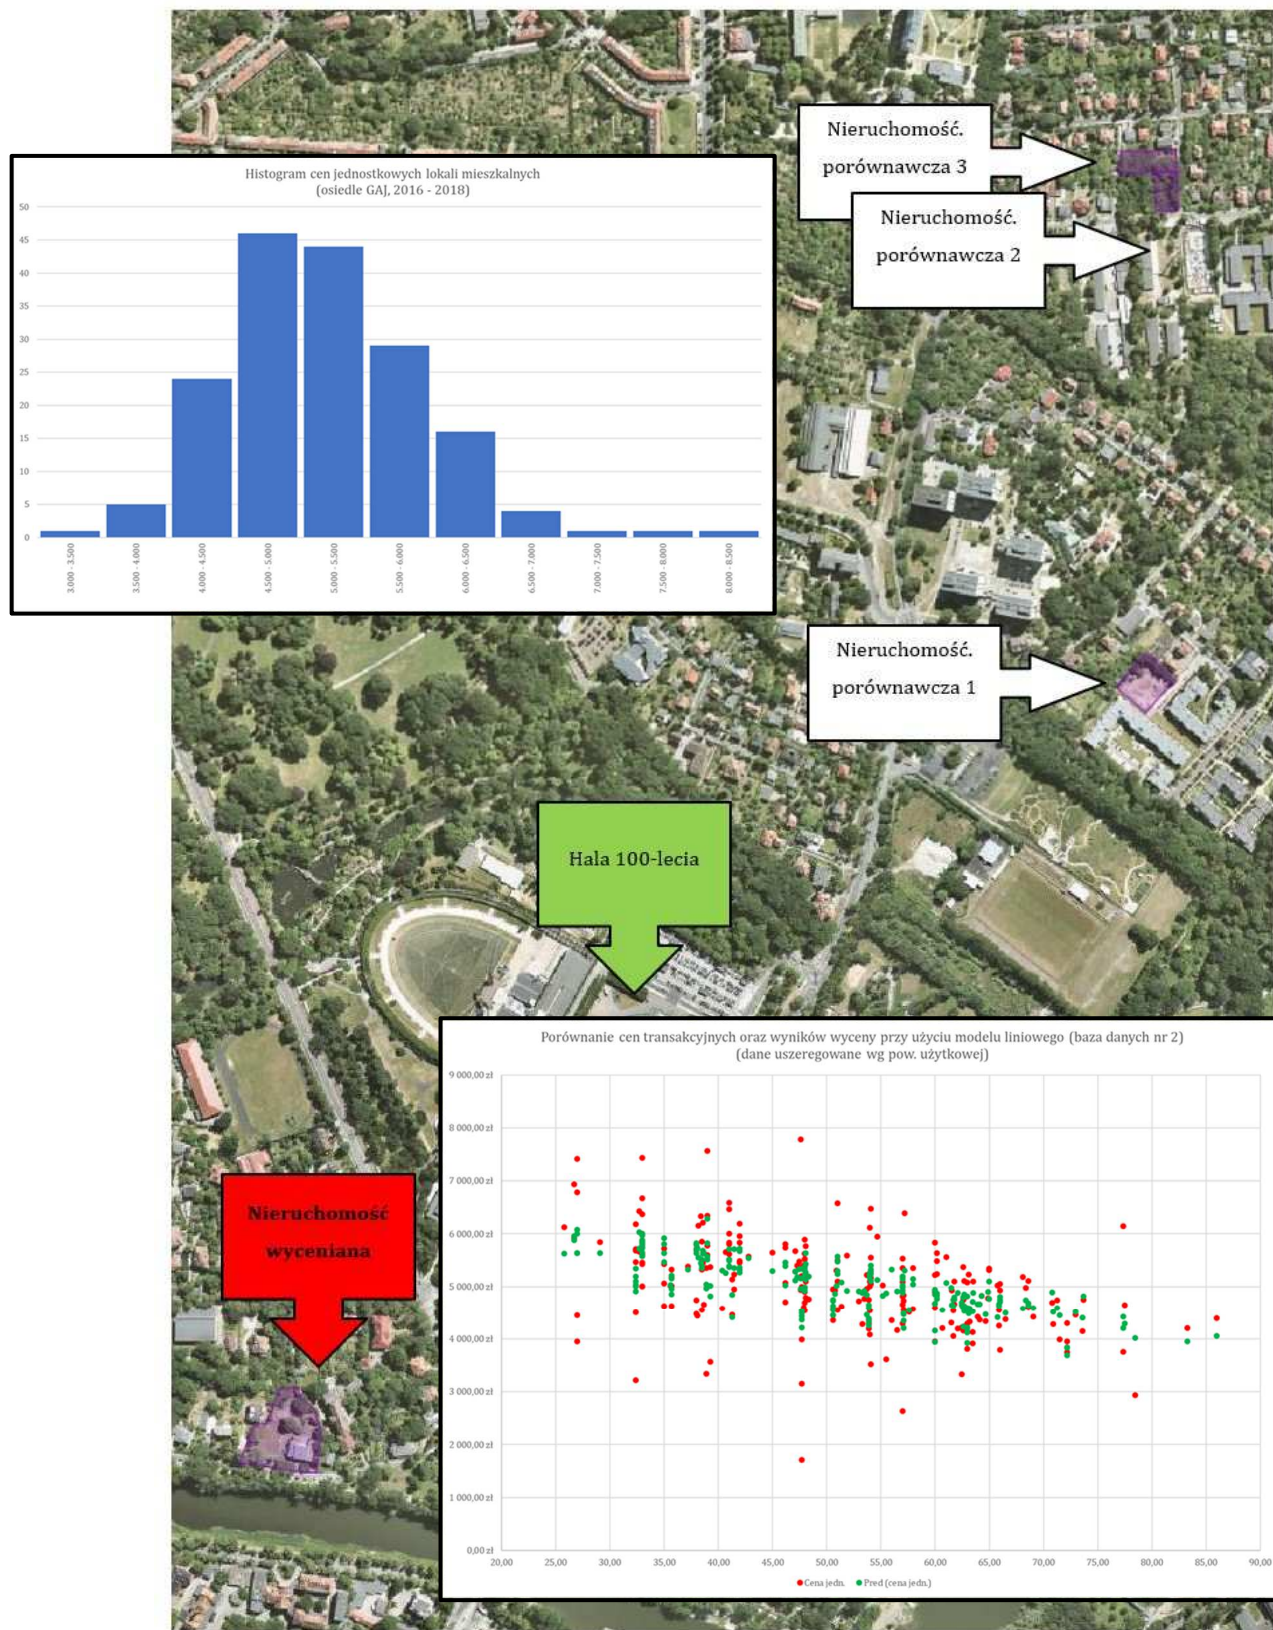 Nieruchomość.
porównawcza 3
Nieruchomość.
porównawcza 2
Histogram cen jednostkowych lokali mieszkalnych
(osiedle GAJ, 2016 - 2018)
50
45
40
35
30
25
20
15
10
5
0
3.000 - 3.500
3.500 - 4.000
4.000 - 4.500
4.500 - 5.000
5.000 - 5.500
5.500 - 6.000
6.000 - 6.500
6.500 - 7.000
7.000 - 7.500
7.500 - 8.000
8.000 - 8.500
Nieruchomość.
porównawcza 1
Hala 100-lecia
Nieruchomość
wyceniana
Porównanie cen transakcyjnych oraz wyników wyceny przy użyciu modelu liniowego (baza danych nr 2)
(dane uszeregowane wg pow. użytkowej)
9 000,00 zł
8 000,00 zł
7 000,00 zł
6 000,00 zł
5 000,00 zł
4 000,00 zł
3 000,00 zł
2 000,00 zł
1 000,00 zł
0,00 zł
20,00 25,00 30,00 35,00 40,00 45,00 50,00 55,00 60,00 65,00 70,00 75,00 80,00 85,00 90,00
Cena jedn. Pred (cena jedn.)